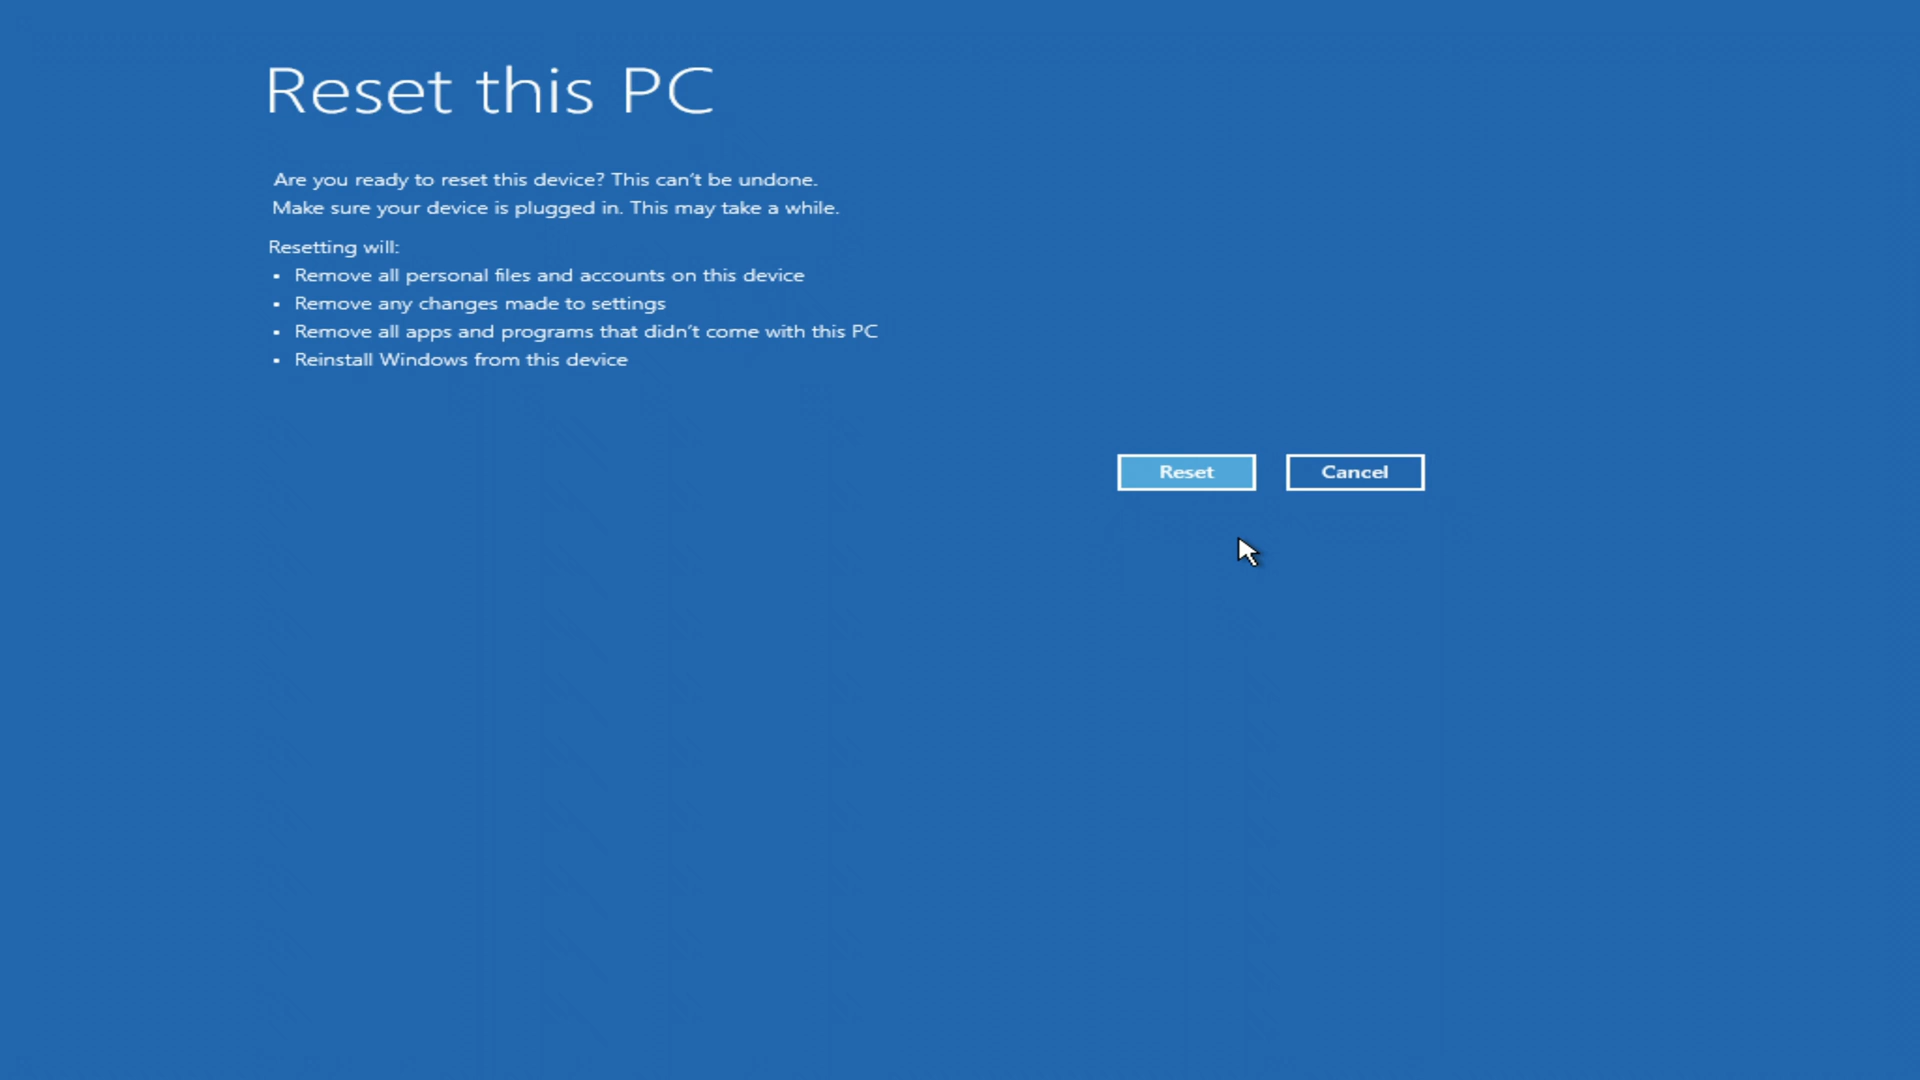 Reset this PC
Are you ready to reset this device? This can't be undone.
Make sure your device is plugged in. This may take a while.
Resetting will:
• Remove all personal files and accounts on this device
• Remove any changes made to settings
• Remove all apps and programs that didn't come with this PC
• Reinstall Windows from this device
Reset Cancel